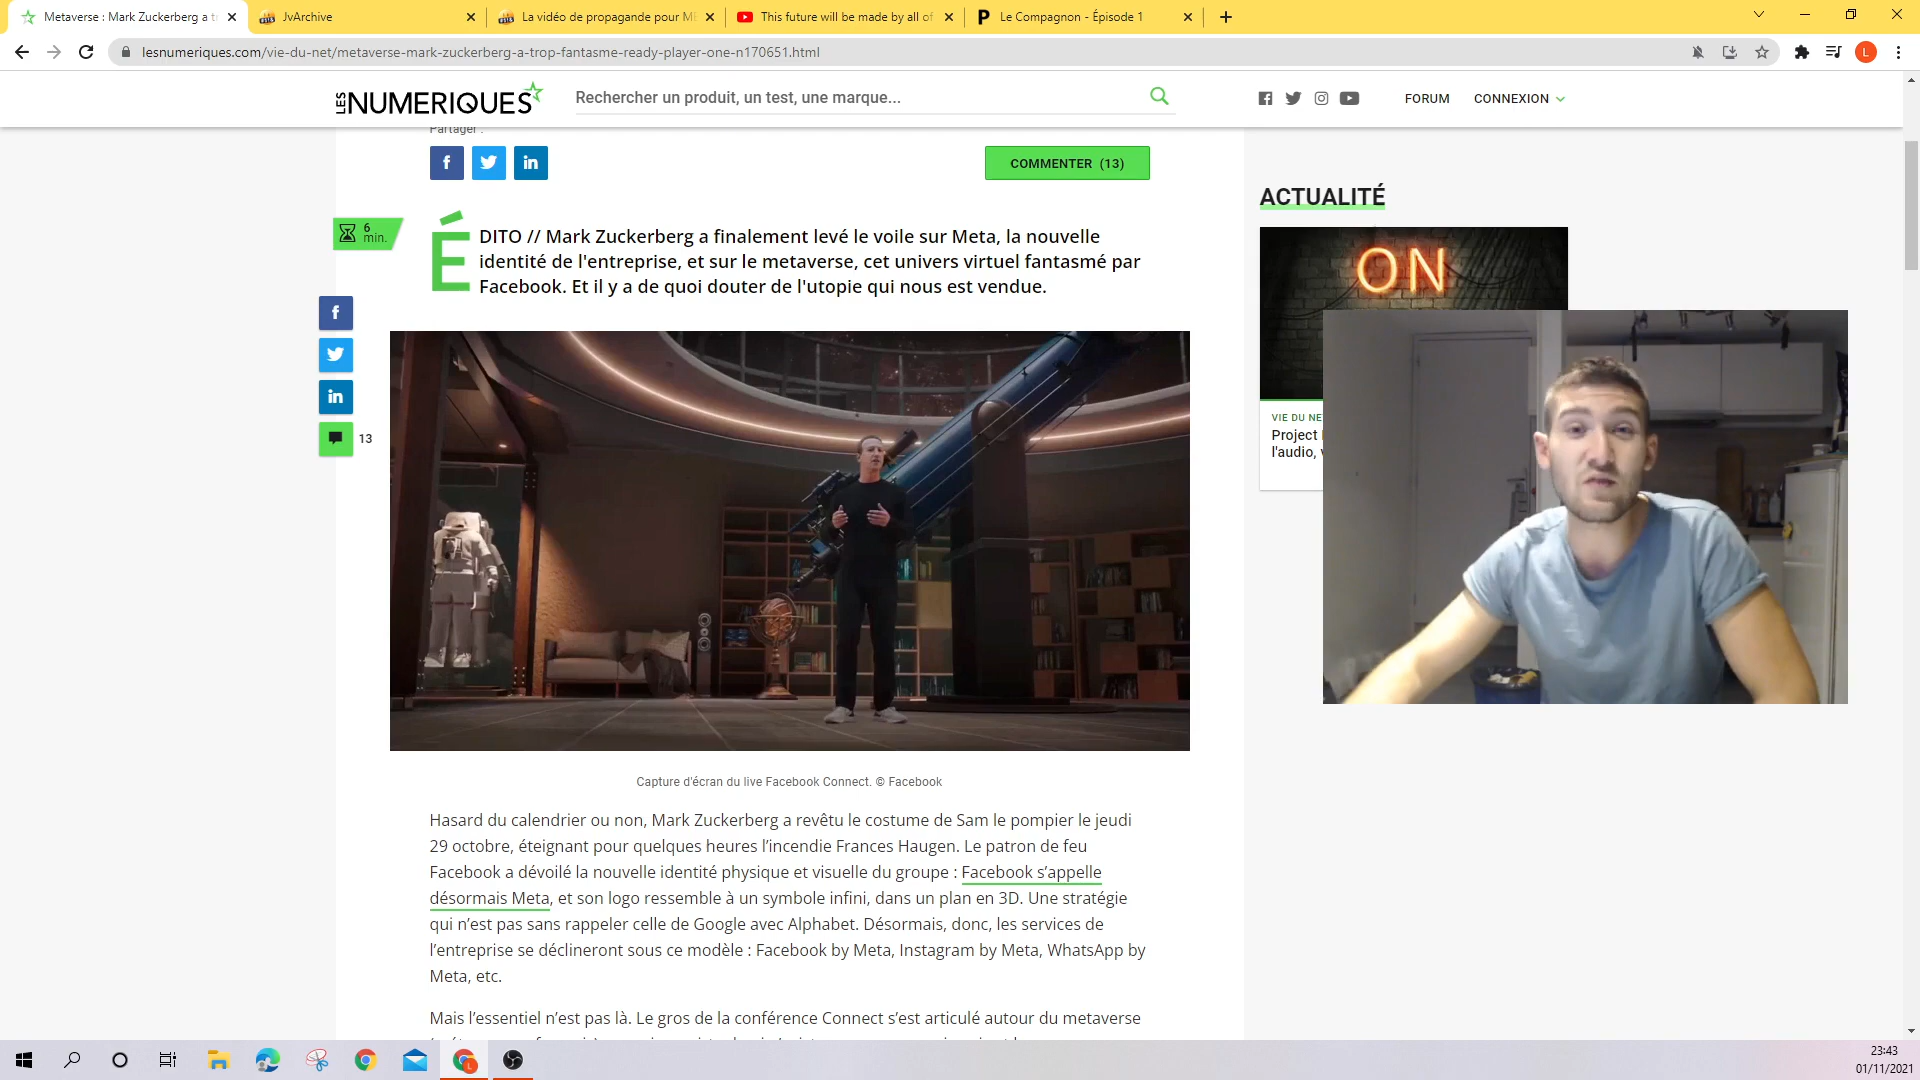 Metaverse : Mark Zuckerberg a tr
JvArchive
La vidéo de propagande pour ME
This future will be made by all of
Le Compagnon - Épisode 1
lesnumeriques.com/vie-du-net/metaverse-mark-zuckerberg-a-trop-fantasme-ready-player-one-n170651.html
L
LES NUMERIQUES
Rechercher un produit, un test, une marque...
FORUM
CONNEXION
Partager :
COMMENTER (13)
6 min.
ÉDITO // Mark Zuckerberg a finalement levé le voile sur Meta, la nouvelle
identité de l'entreprise, et sur le metaverse, cet univers virtuel fantasmé par
Facebook. Et il y a de quoi douter de l'utopie qui nous est vendue.
13
ACTUALITÉ
ON
VIE DU NE
Project
l'audio, v
Capture d'écran du live Facebook Connect. © Facebook
Hasard du calendrier ou non, Mark Zuckerberg a revêtu le costume de Sam le pompier le jeudi
29 octobre, éteignant pour quelques heures l’incendie Frances Haugen. Le patron de feu
Facebook a dévoilé la nouvelle identité physique et visuelle du groupe : Facebook s’appelle
désormais Meta, et son logo ressemble à un symbole infini, dans un plan en 3D. Une stratégie
qui n’est pas sans rappeler celle de Google avec Alphabet. Désormais, donc, les services de
l’entreprise se déclineront sous ce modèle : Facebook by Meta, Instagram by Meta, WhatsApp by
Meta, etc.
Mais l’essentiel n’est pas là. Le gros de la conférence Connect s’est articulé autour du metaverse
23:43
01/11/2021